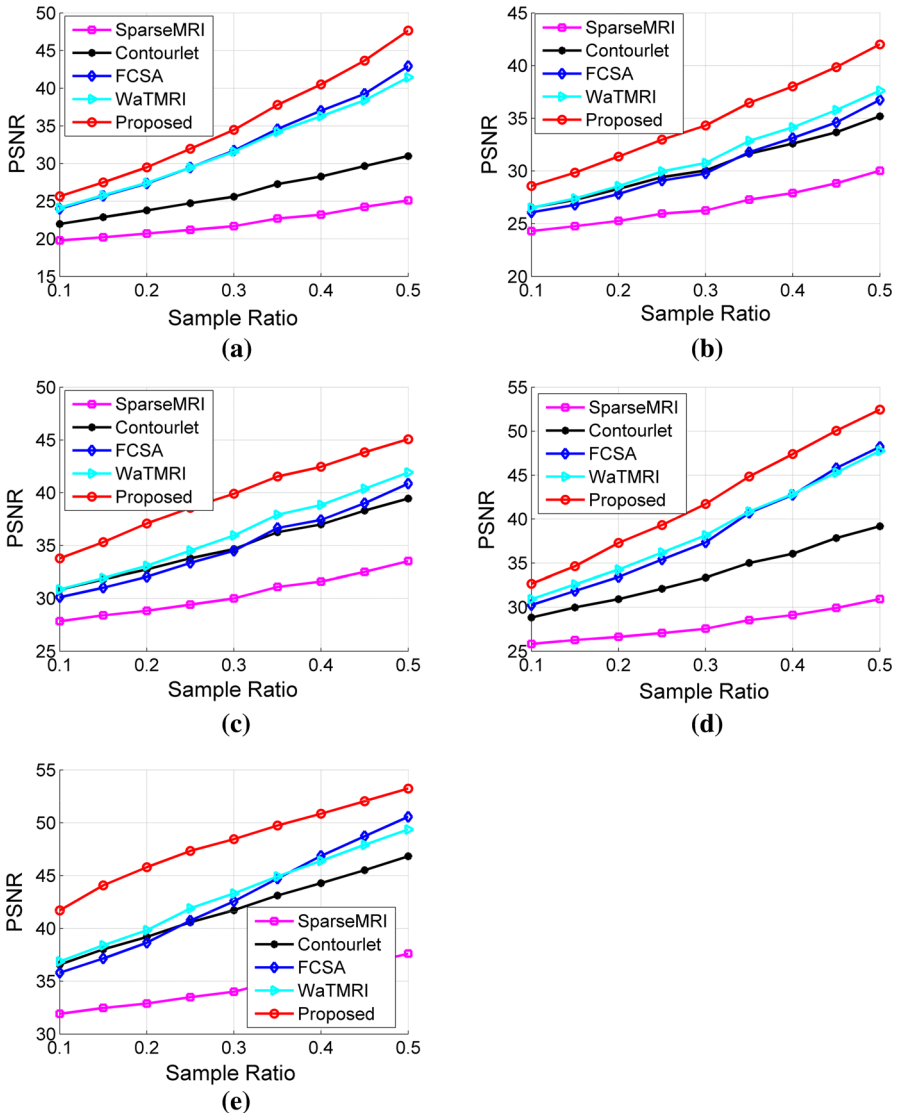 50
45
40
35
30
25
20
15
PSNR
SparseMRI
Contourlet
FCSA
WaTMRI
Proposed
0.1 0.2 0.3 0.4 0.5
Sample Ratio
(a)
45
40
35
30
25
20
PSNR
SparseMRI
Contourlet
FCSA
WaTMRI
Proposed
0.1 0.2 0.3 0.4 0.5
Sample Ratio
(b)
50
45
40
35
30
25
PSNR
SparseMRI
Contourlet
FCSA
WaTMRI
Proposed
0.1 0.2 0.3 0.4 0.5
Sample Ratio
(c)
55
50
45
40
35
30
25
PSNR
SparseMRI
Contourlet
FCSA
WaTMRI
Proposed
0.1 0.2 0.3 0.4 0.5
Sample Ratio
(d)
55
50
45
40
35
30
PSNR
SparseMRI
Contourlet
FCSA
WaTMRI
Proposed
0.1 0.2 0.3 0.4 0.5
Sample Ratio
(e)